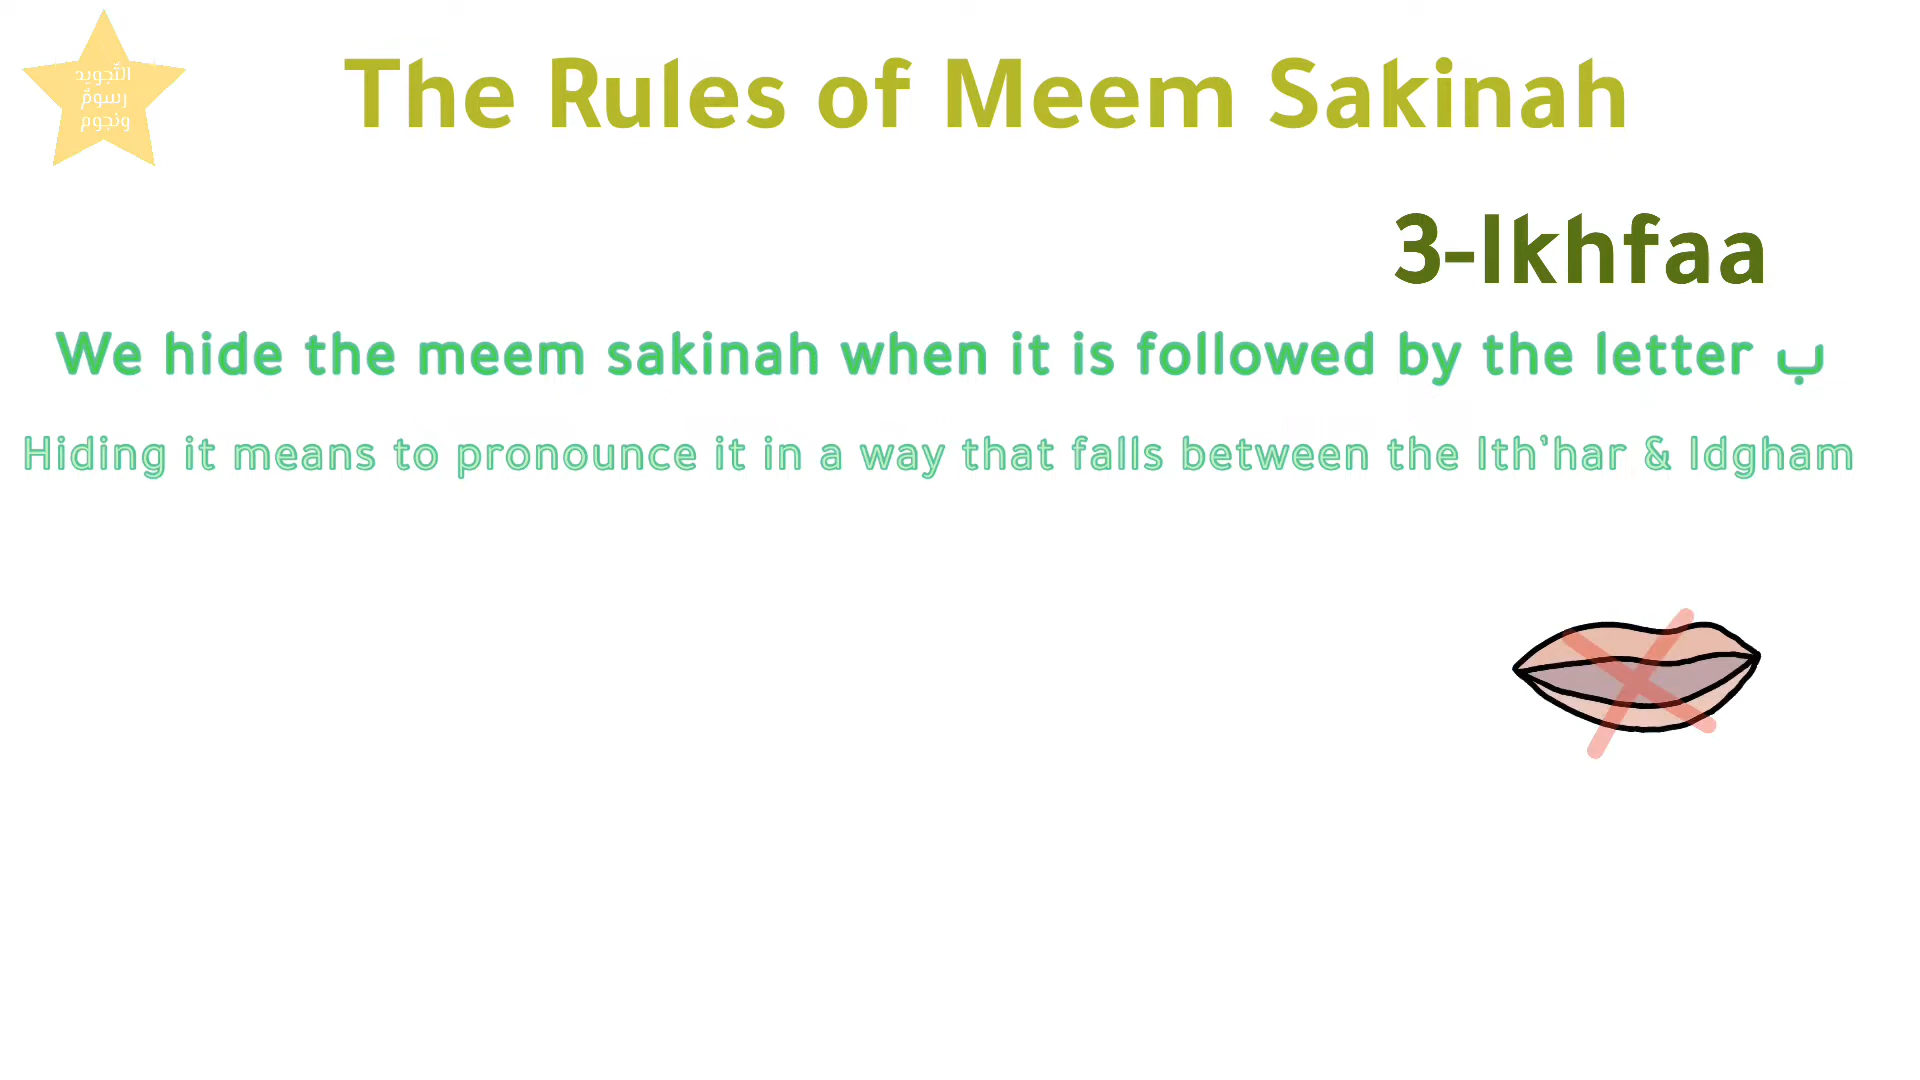 التّجويد
رسومٌ
ونجوم
The Rules of Meem Sakinah
3-Ikhfaa
We hide the meem sakinah when it is followed by the letter ب
Hiding it means to pronounce it in a way that falls between the Ith'har & Idgham